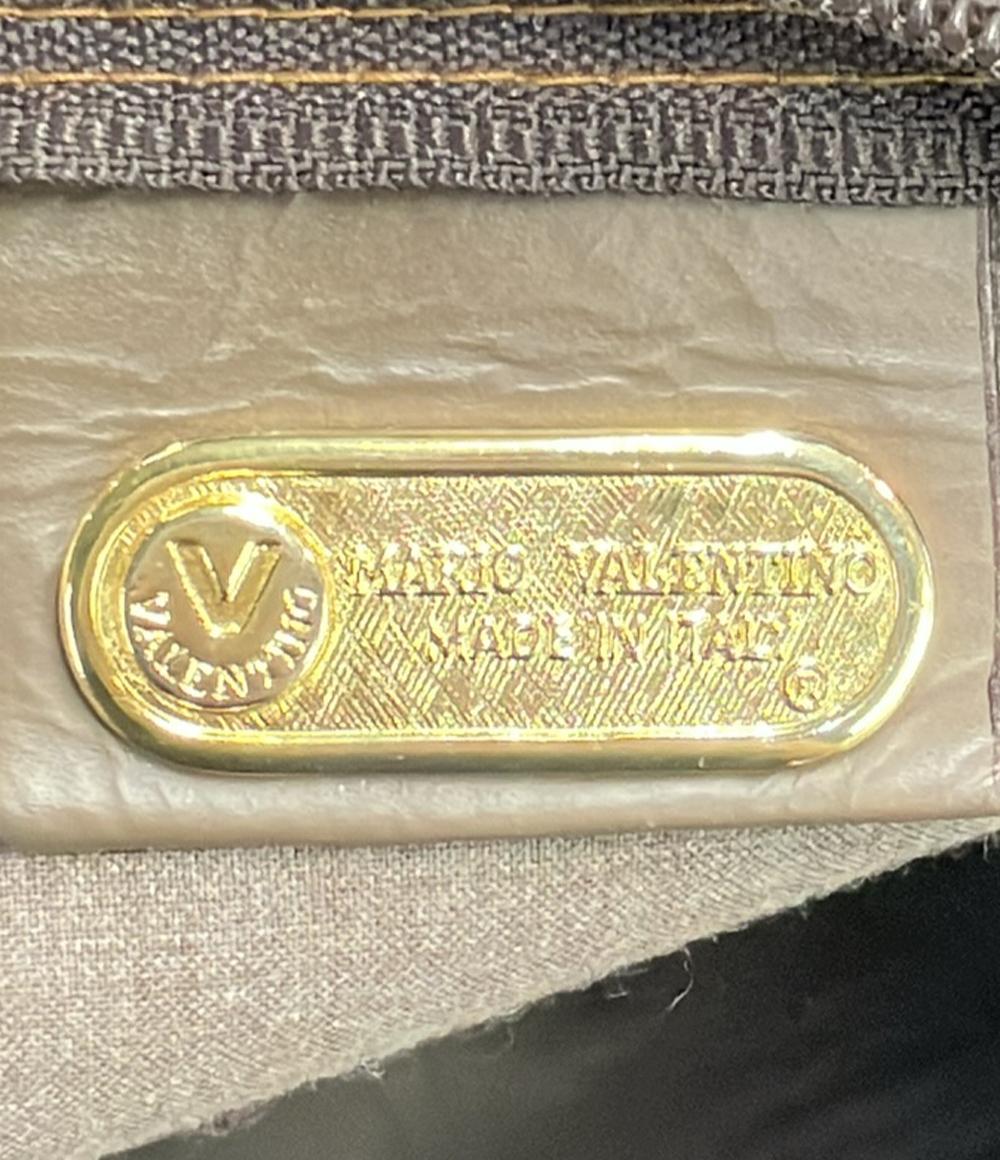 V
VALENTINO
MARIO VALENTINO
MADE IN ITALY
®